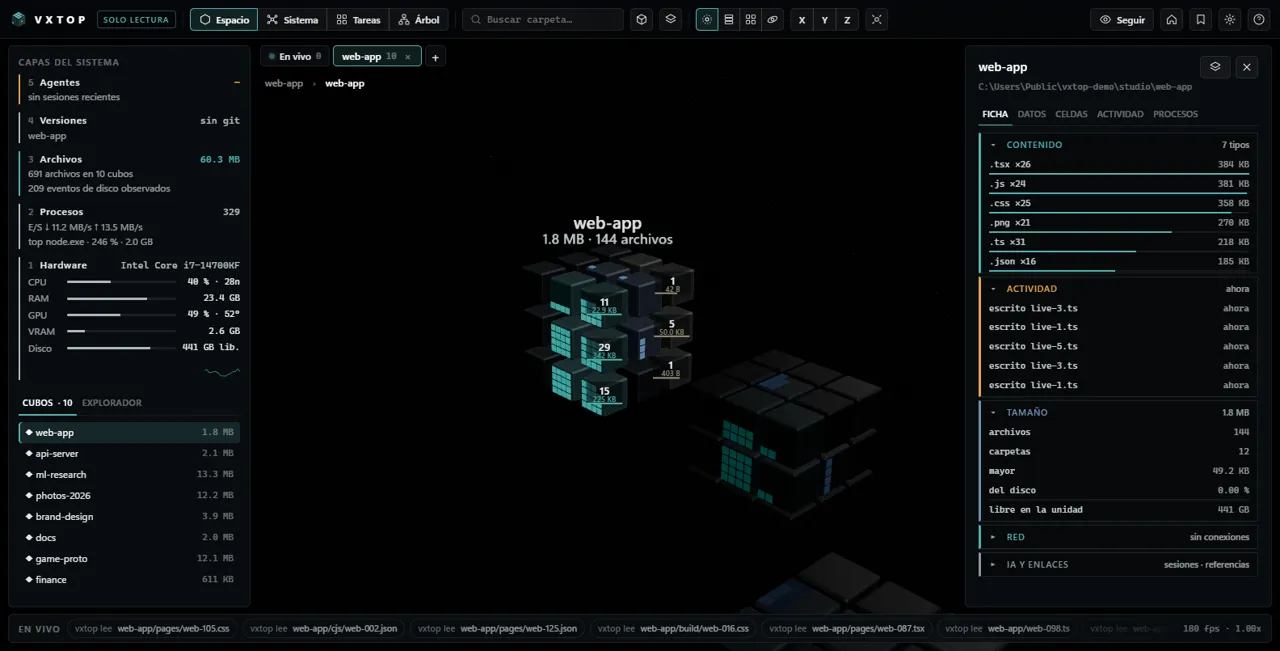 VXTOP SOLO LECTURA Espacio Sistema Tareas Árbol Buscar carpeta… X Y Z Seguir
CAPAS DEL SISTEMA
5 Agentes –
sin sesiones recientes
4 Versiones sin git
web-app
3 Archivos 60.3 MB
691 archivos en 10 cubos
209 eventos de disco observados
2 Procesos 329
E/S ↓ 11.2 MB/s ↑ 13.5 MB/s
top node.exe · 246 % · 2.0 GB
1 Hardware Intel Core i7-14700KF
CPU 40 % · 28n
RAM 23.4 GB
GPU 49 % · 52°
VRAM 2.6 GB
Disco 441 GB lib.
CUBOS · 10 EXPLORADOR
web-app 1.8 MB
api-server 2.1 MB
ml-research 13.3 MB
photos-2026 12.2 MB
brand-design 3.9 MB
docs 2.0 MB
game-proto 12.1 MB
finance 611 KB
En vivo 0 web-app 10 × +
web-app › web-app
web-app
1.8 MB · 144 archivos
1
42 B
11
22.9 KB
5
50.0 KB
29
342 KB
1
403 B
15
225 KB
web-app
C:\Users\Public\vxtop-demo\studio\web-app
FICHA DATOS CELDAS ACTIVIDAD PROCESOS
CONTENIDO 7 tipos
.tsx ×26 384 KB
.js ×24 381 KB
.css ×25 358 KB
.png ×21 270 KB
.ts ×31 218 KB
.json ×16 185 KB
ACTIVIDAD ahora
escrito live-3.ts ahora
escrito live-1.ts ahora
escrito live-5.ts ahora
escrito live-3.ts ahora
escrito live-1.ts ahora
TAMAÑO 1.8 MB
archivos 144
carpetas 12
mayor 49.2 KB
del disco 0.00 %
libre en la unidad 441 GB
RED sin conexiones
IA Y ENLACES sesiones · referencias
EN VIVO vxtop lee web-app/pages/web-105.css vxtop lee web-app/cjs/web-002.json vxtop lee web-app/pages/web-125.json vxtop lee web-app/build/web-016.css vxtop lee web-app/pages/web-087.tsx vxtop lee web-app/web-098.ts vxtop lee 180 fps · 1.00x